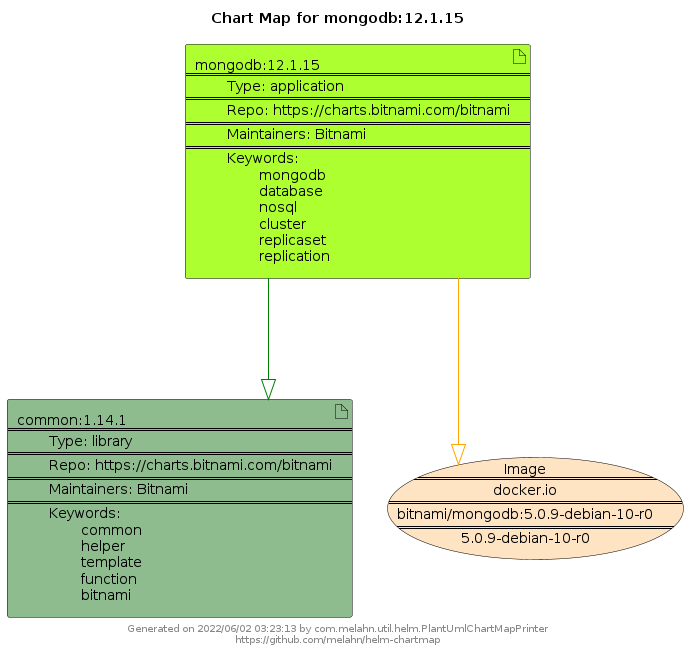 Chart Map for mongodb:12.1.15
mongodb:12.1.15
Type: application
Repo: https://charts.bitnami.com/bitnami
Maintainers: Bitnami
Keywords:
mongodb
database
nosql
cluster
replicaset
replication
common:1.14.1
Type: library
Repo: https://charts.bitnami.com/bitnami
Maintainers: Bitnami
Keywords:
common
helper
template
function
bitnami
Image
docker.io
bitnami/mongodb:5.0.9-debian-10-r0
5.0.9-debian-10-r0
Generated on 2022/06/02 03:23:13 by com.melahn.util.helm.PlantUmlChartMapPrinter
https://github.com/melahn/helm-chartmap